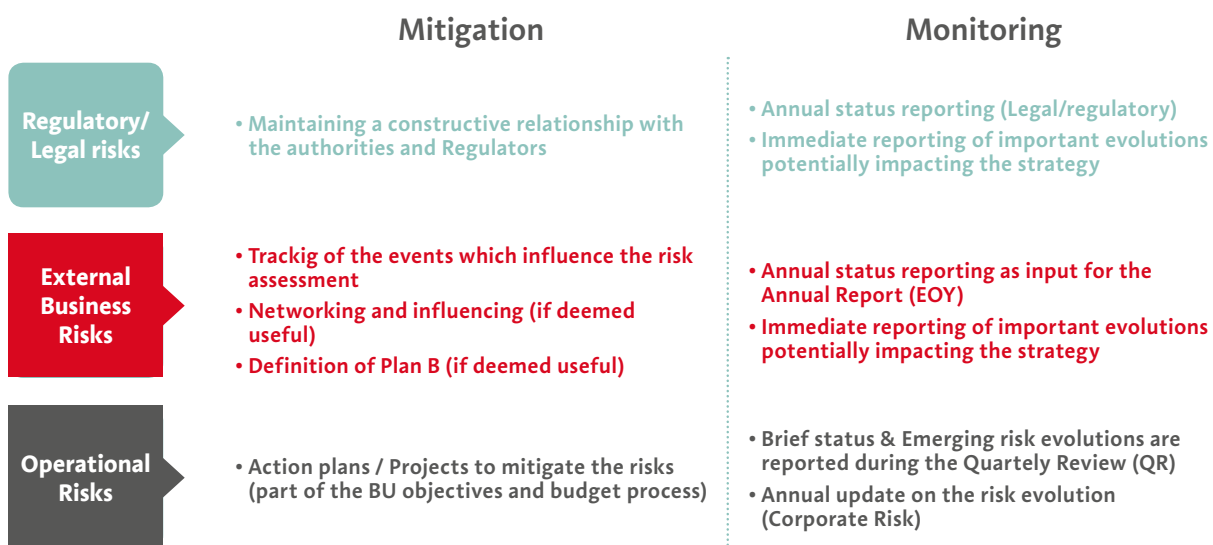 Mitigation
Monitoring
Regulatory/
Legal risks
• Maintaining a constructive relationship with
the authorities and Regulators
• Annual status reporting (Legal/regulatory)
• Immediate reporting of important evolutions
potentially impacting the strategy
External
Business
Risks
• Trackig of the events which influence the risk
assessment
• Networking and influencing (if deemed
useful)
• Definition of Plan B (if deemed useful)
• Annual status reporting as input for the
Annual Report (EOY)
• Immediate reporting of important evolutions
potentially impacting the strategy
Operational
Risks
• Action plans / Projects to mitigate the risks
(part of the BU objectives and budget process)
• Brief status & Emerging risk evolutions are
reported during the Quartely Review (QR)
• Annual update on the risk evolution
(Corporate Risk)